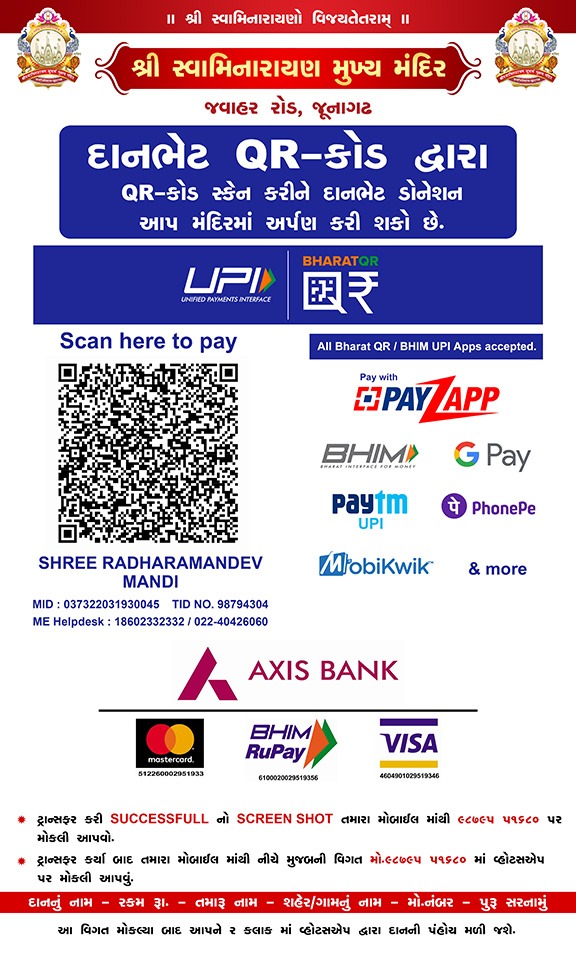 ॥ શ્રી સ્વામિનારાયણો વિજયતેતરામ્ ॥
શ્રી સ્વામિનારાયણ મુખ્ય મંદિર
જવાહર રોડ, જૂનાગઢ
દાનભેટ QR-કોડ દ્વારા
QR-કોડ સ્કેન કરીને દાનભેટ ડોનેશન
આપ મંદિરમાં અર્પણ કરી શકો છે.
UPI
UNIFIED PAYMENTS INTERFACE
BHARATQR
Scan here to pay
All Bharat QR / BHIM UPI Apps accepted.
Pay with
PAYZAPP
BHIM
BHARAT INTERFACE FOR MONEY
G Pay
paytm
UPI
PhonePe
MobiKwik
& more
SHREE RADHARAMANDEV
MANDI
MID : 037322031930045 TID NO. 98794304
ME Helpdesk : 18602332332 / 022-40426060
AXIS BANK
mastercard.
5122600002951933
BHIM
RuPay
6100020029519356
VISA
4604901029519346
ટ્રાન્સફર કરી SUCCESSFULL નો SCREEN SHOT તમારા મોબાઈલ માંથી ૯૮૭૯૫ ૫૧૬૮૦ પર
મોકલી આપવો.
ટ્રાન્સફર કર્યા બાદ તમારા મોબાઈલ માંથી નીચે મુજબની વિગત મો.૯૮૭૯૫ ૫૧૬૮૦ માં વ્હોટસએપ
પર મોકલી આપવું.
દાનનું નામ - રકમ રૂા. - તમારૂ નામ - શહેર/ગામનું નામ - મો.નંબર - પુરૂ સરનામું
આ વિગત મોકલ્યા બાદ આપને ૨ કલાક માં વ્હોટસએપ દ્વારા દાનની પંહોચ મળી જશે.